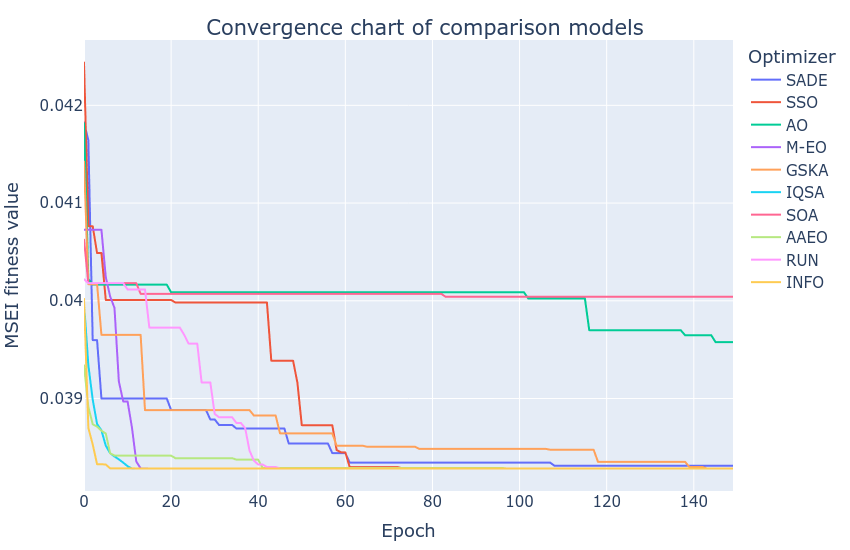 Convergence chart of comparison models
MSEI fitness value
0.042
0.041
0.04
0.039
0
20
40
60
80
100
120
140
Epoch
Optimizer
SADE
SSO
AO
M-EO
GSKA
IQSA
SOA
AAEO
RUN
INFO